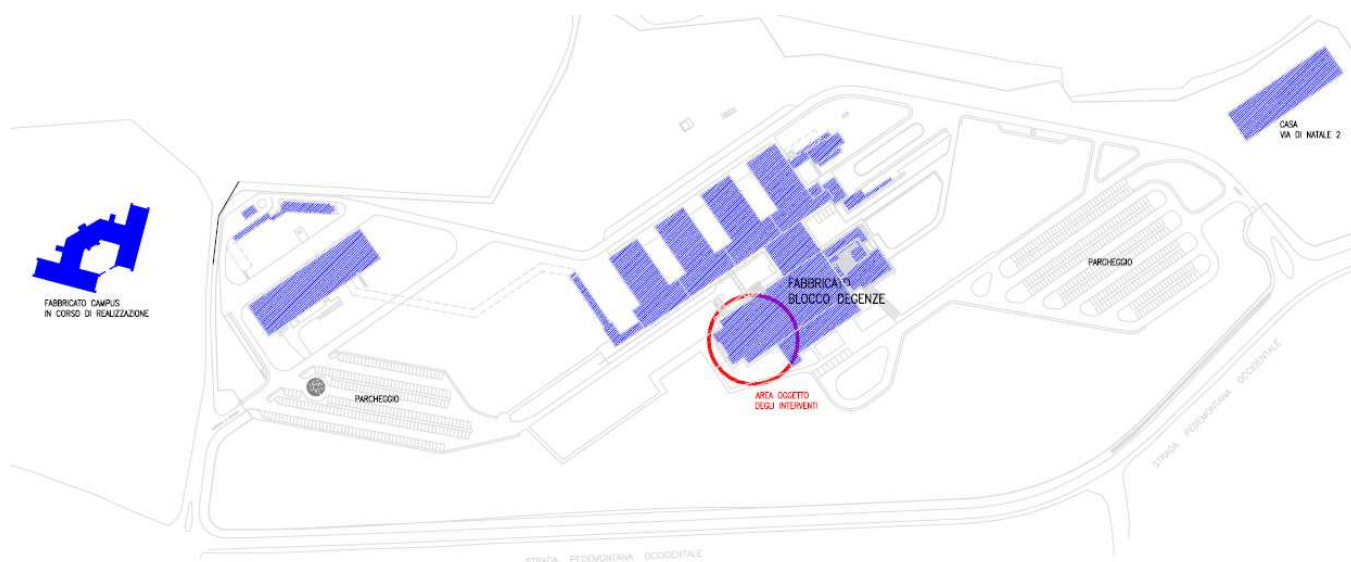 CASA
VIA DI NATALE 2
PARCHEGGIO
FABBRICATO
BLOCCO DEGENZE
FABBRICATO CAMPUS
IN CORSO DI REALIZZAZIONE
PARCHEGGIO
AREA OGGETTO
DEGLI INTERVENTI
STRADA PEDEMONTANA OCCIDENTALE
STRADA PEDEMONTANA OCCIDENTALE